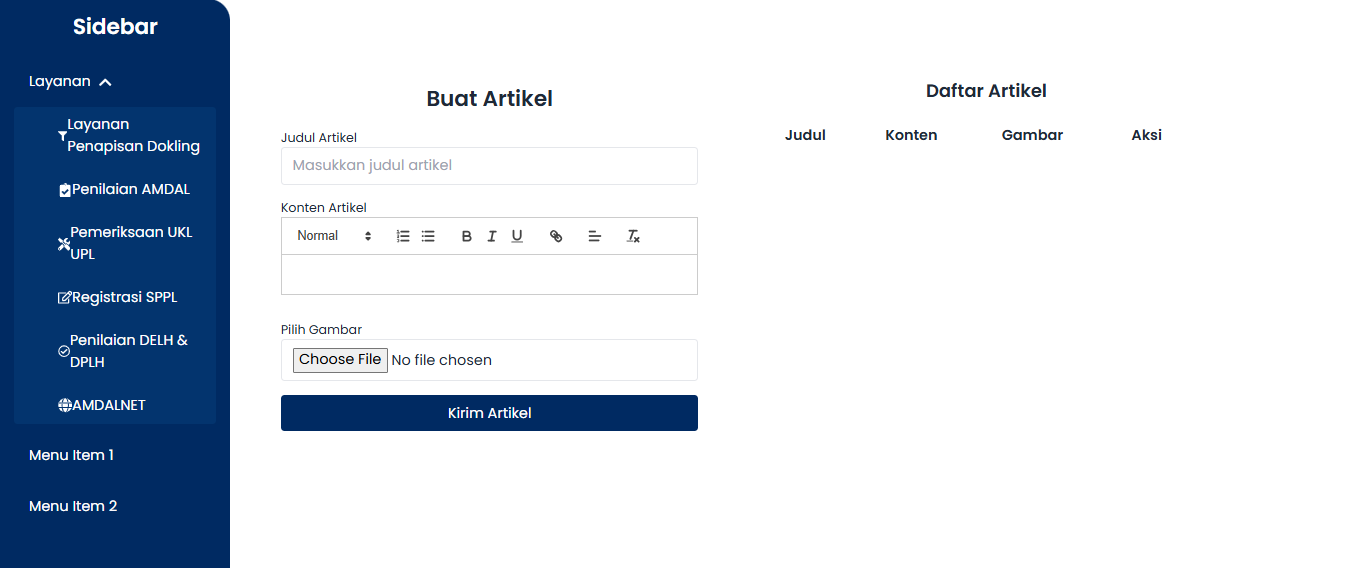 Sidebar
Layanan
Layanan
Penapisan Dokling
Penilaian AMDAL
Pemeriksaan UKL
UPL
Registrasi SPPL
Penilaian DELH &
DPLH
AMDALNET
Menu Item 1
Menu Item 2
Buat Artikel
Judul Artikel
Masukkan judul artikel
Konten Artikel
Normal
Pilih Gambar
Choose File No file chosen
Kirim Artikel
Daftar Artikel
Judul Konten Gambar Aksi